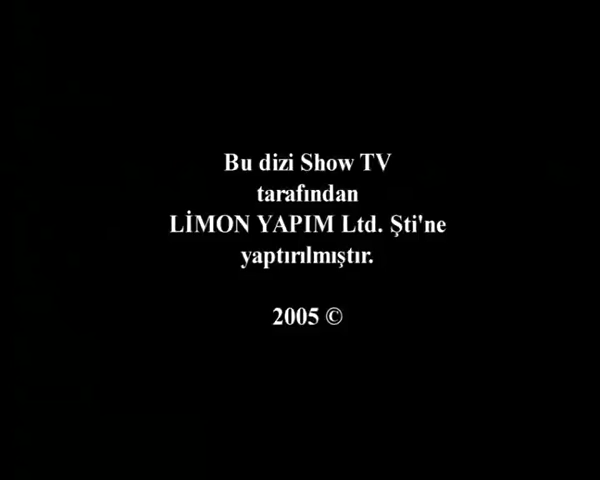 Bu dizi Show TV
tarafından
LİMON YAPIM Ltd. Şti'ne
yaptırılmıştır.
2005 ©